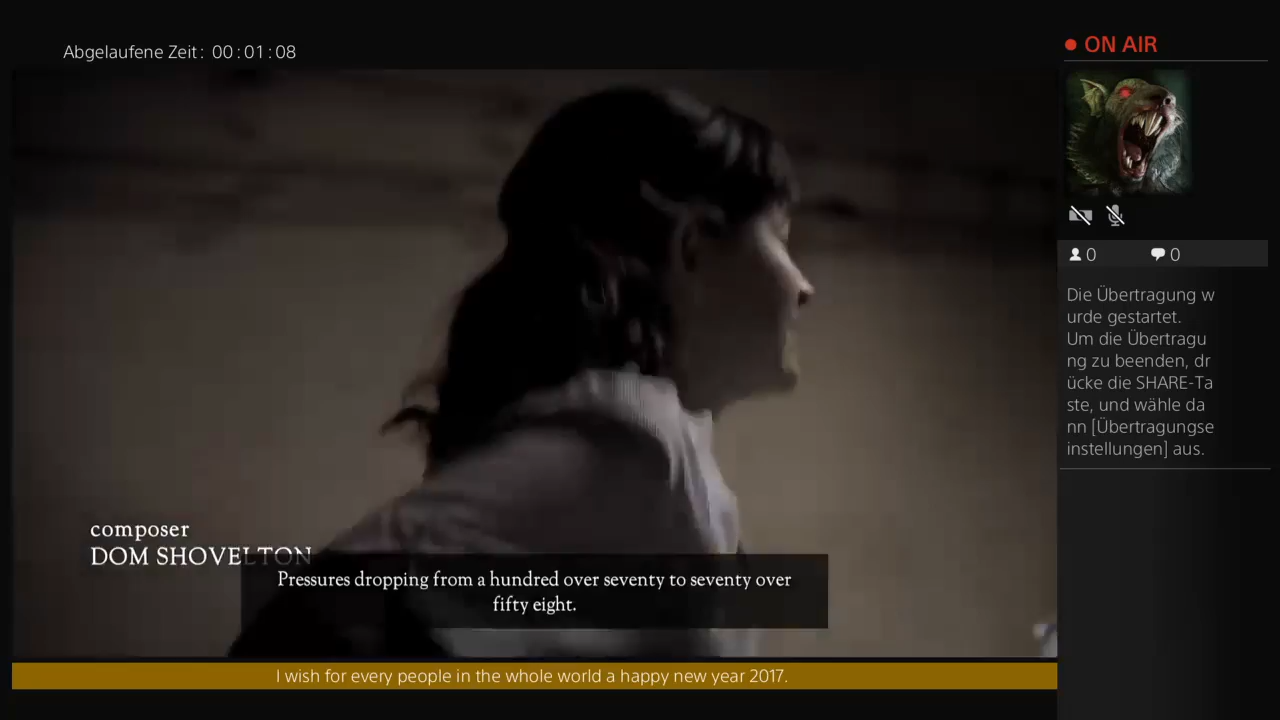 Abgelaufene Zeit: 00:01:08
ON AIR
0 0
Die Übertragung w
urde gestartet.
Um die Übertragu
ng zu beenden, dr
ücke die SHARE-Ta
ste, und wähle da
nn [Übertragungse
instellungen] aus.
composer
DOM SHOVELTON
Pressures dropping from a hundred over seventy to seventy over
fifty eight.
I wish for every people in the whole world a happy new year 2017.